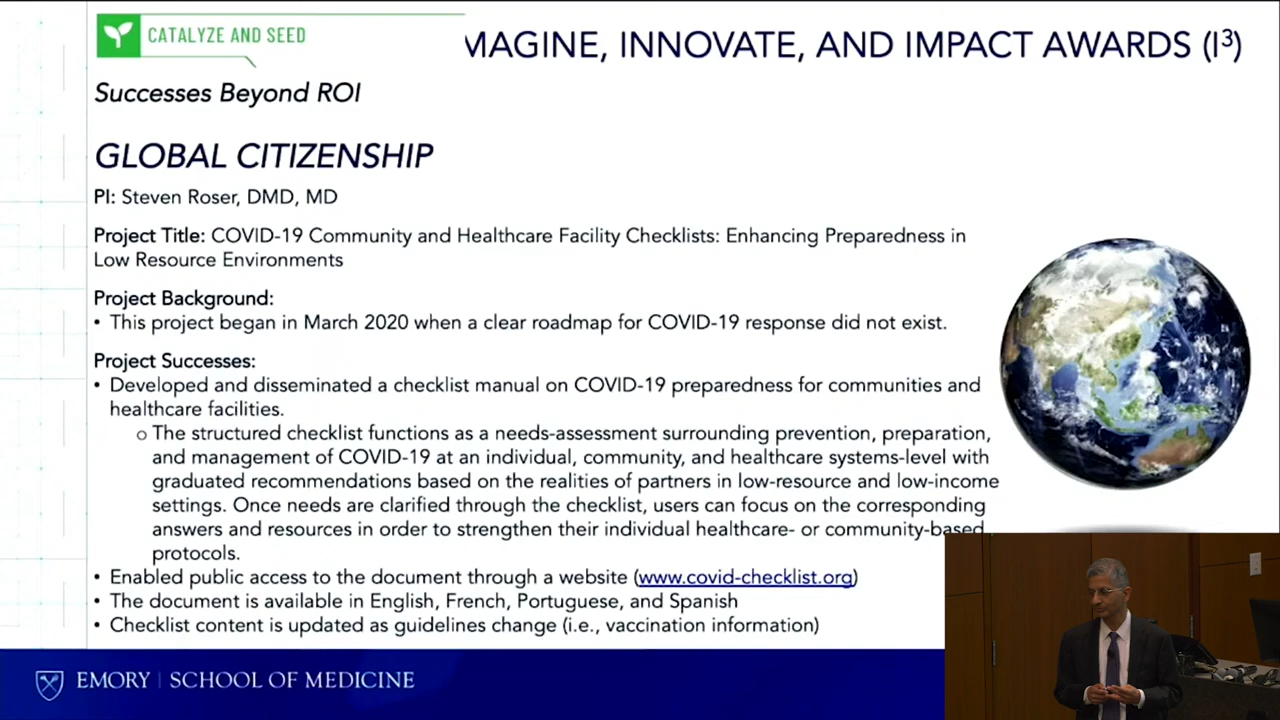 CATALYZE AND SEED
MAGINE, INNOVATE, AND IMPACT AWARDS (I³)
Successes Beyond ROI
GLOBAL CITIZENSHIP
PI: Steven Roser, DMD, MD
Project Title: COVID-19 Community and Healthcare Facility Checklists: Enhancing Preparedness in
Low Resource Environments
Project Background:
• This project began in March 2020 when a clear roadmap for COVID-19 response did not exist.
Project Successes:
• Developed and disseminated a checklist manual on COVID-19 preparedness for communities and
healthcare facilities.
o The structured checklist functions as a needs-assessment surrounding prevention, preparation,
and management of COVID-19 at an individual, community, and healthcare systems-level with
graduated recommendations based on the realities of partners in low-resource and low-income
settings. Once needs are clarified through the checklist, users can focus on the corresponding
answers and resources in order to strengthen their individual healthcare- or community-based
protocols.
• Enabled public access to the document through a website (www.covid-checklist.org)
• The document is available in English, French, Portuguese, and Spanish
• Checklist content is updated as guidelines change (i.e., vaccination information)
EMORY | SCHOOL OF MEDICINE